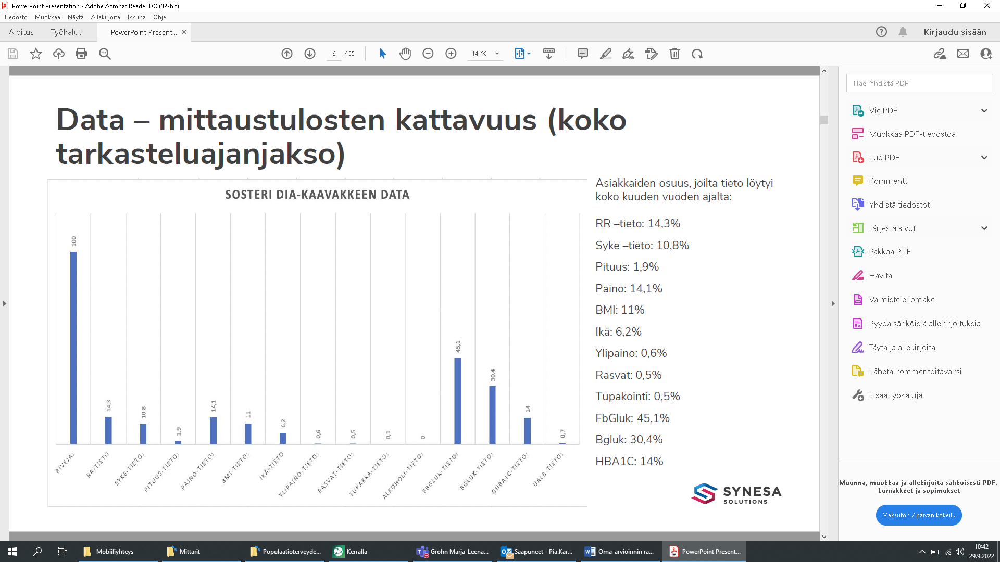 PowerPoint Presentation - Adobe Acrobat Reader DC (32-bit)
Tiedosto Muokkaa Näytä Allekirjoita Ikkuna Ohje
Aloitus Työkalut PowerPoint Present... ×
Kirjaudu sisään
6 / 55
141%
Data – mittaustulosten kattavuus (koko
tarkasteluajanjakso)
SOSTERI DIA-KAAVAKKEEN DATA
100
14,3
10,8
1,9
14,1
11
6,2
0,6
0,5
0,1
0
45,1
30,4
14
0,7
RIVEJÄ:
RR-TIETO
SYKE-TIETO:
PITUUS-TIETO:
PAINO-TIETO:
BMI-TIETO:
IKÄ-TIETO
YLIPAINO-TIETO:
RASVAT-TIETO:
TUPAKKA-TIETO:
ALKOHOLI-TIETO:
FBGLUK-TIETO:
BGLUK-TIETO:
GHBA1C-TIETO:
UALB-TIETO:
Asiakkaiden osuus, joilta tieto löytyi
koko kuuden vuoden ajalta:
RR –tieto: 14,3%
Syke –tieto: 10,8%
Pituus: 1,9%
Paino: 14,1%
BMI: 11%
Ikä: 6,2%
Ylipaino: 0,6%
Rasvat: 0,5%
Tupakointi: 0,5%
FbGluk: 45,1%
Bgluk: 30,4%
HBA1C: 14%
SYNESA
SOLUTIONS
Hae 'Yhdistä PDF'
Vie PDF
Muokkaa PDF-tiedostoa
Luo PDF
Kommentti
Yhdistä tiedostot
Järjestä sivut
Pakkaa PDF
Hävitä
Valmistele lomake
Pyydä sähköisiä allekirjoituksia
Täytä ja allekirjoita
Lähetä kommentoitavaksi
Lisää työkaluja
Muunna, muokkaa ja allekirjoita sähköisesti PDF.
Lomakkeet ja sopimukset
Maksuton 7 päivän kokeilu
Mobiiliyhteys
Mittarit
Populaatioterveyde...
Kerralla
Gröhn Marja-Leena...
Saapuneet - Pia.Kar...
Oma-arvioinnin ra...
PowerPoint Present...
10:42
29.9.2022